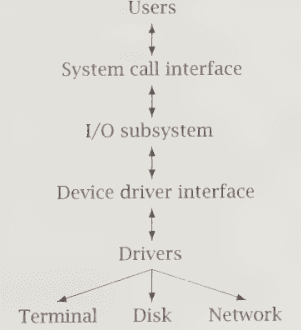 Users
System call interface
I/O subsystem
Device driver interface
Drivers
Terminal Disk Network